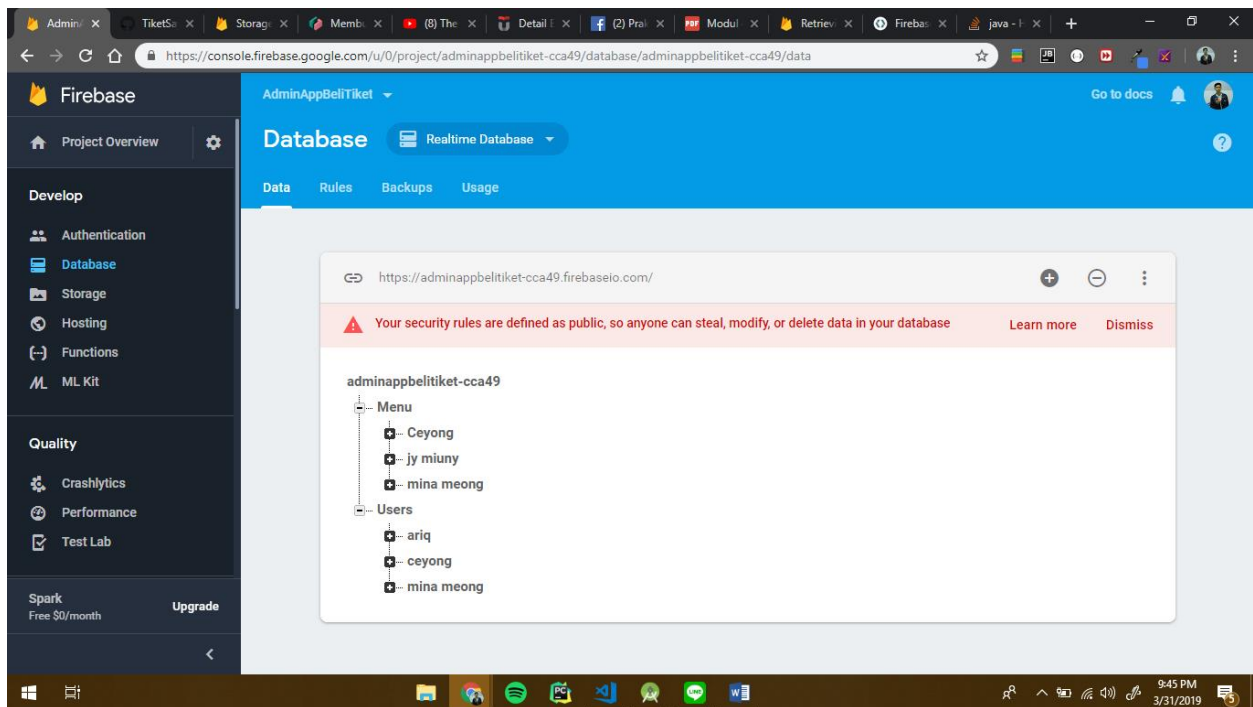 Admin/
TiketSa
Storage
Membu
(8) The
Detail E
(2) Prak
Modul
Retrievi
Firebas
java - H
https://console.firebase.google.com/u/0/project/adminappbelitiket-cca49/database/adminappbelitiket-cca49/data
Firebase
AdminAppBeliTiket
Go to docs
Project Overview
Database
Realtime Database
Data
Rules
Backups
Usage
Develop
Authentication
Database
Storage
Hosting
Functions
ML Kit
Quality
Crashlytics
Performance
Test Lab
Spark
Free $0/month
Upgrade
https://adminappbelitiket-cca49.firebaseio.com/
Your security rules are defined as public, so anyone can steal, modify, or delete data in your database
Learn more
Dismiss
adminappbelitiket-cca49
Menu
Ceyong
jy miuny
mina meong
Users
ariq
ceyong
mina meong
9:45 PM
3/31/2019